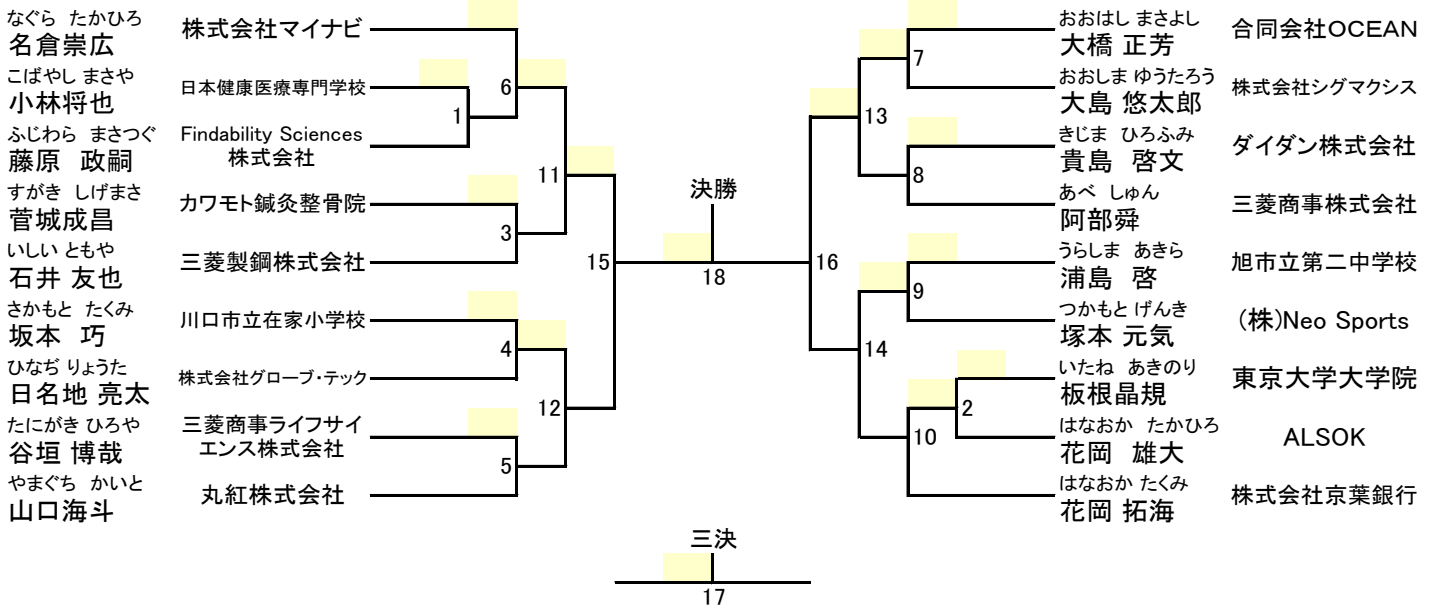 なぐら たかひろ
名倉崇広 株式会社マイナビ
こばやし まさや
小林将也 日本健康医療専門学校
ふじわら まさつぐ
藤原 政嗣 Findability Sciences
株式会社
すがき しげまさ
菅城成昌 カワモト鍼灸整骨院
いしい ともや
石井 友也 三菱製鋼株式会社
さかもと たくみ
坂本 巧 川口市立在家小学校
ひなぢ りょうた
日名地 亮太 株式会社グローブ・テック
たにがき ひろや
谷垣 博哉 三菱商事ライフサイ
エンス株式会社
やまぐち かいと
山口海斗 丸紅株式会社
6
1
11
3
15
4
12
5
決勝
18
三決
17
7
13
8
16
9
14
2
10
おおはし まさよし
大橋 正芳 合同会社OCEAN
おおしま ゆうたろう
大島 悠太郎 株式会社シグマクシス
きじま ひろふみ
貴島 啓文 ダイダン株式会社
あべ しゅん
阿部舜 三菱商事株式会社
うらしま あきら
浦島 啓 旭市立第二中学校
つかもと げんき
塚本 元気 (株)Neo Sports
いたね あきのり
板根晶規 東京大学大学院
はなおか たかひろ
花岡 雄大 ALSOK
はなおか たくみ
花岡 拓海 株式会社京葉銀行